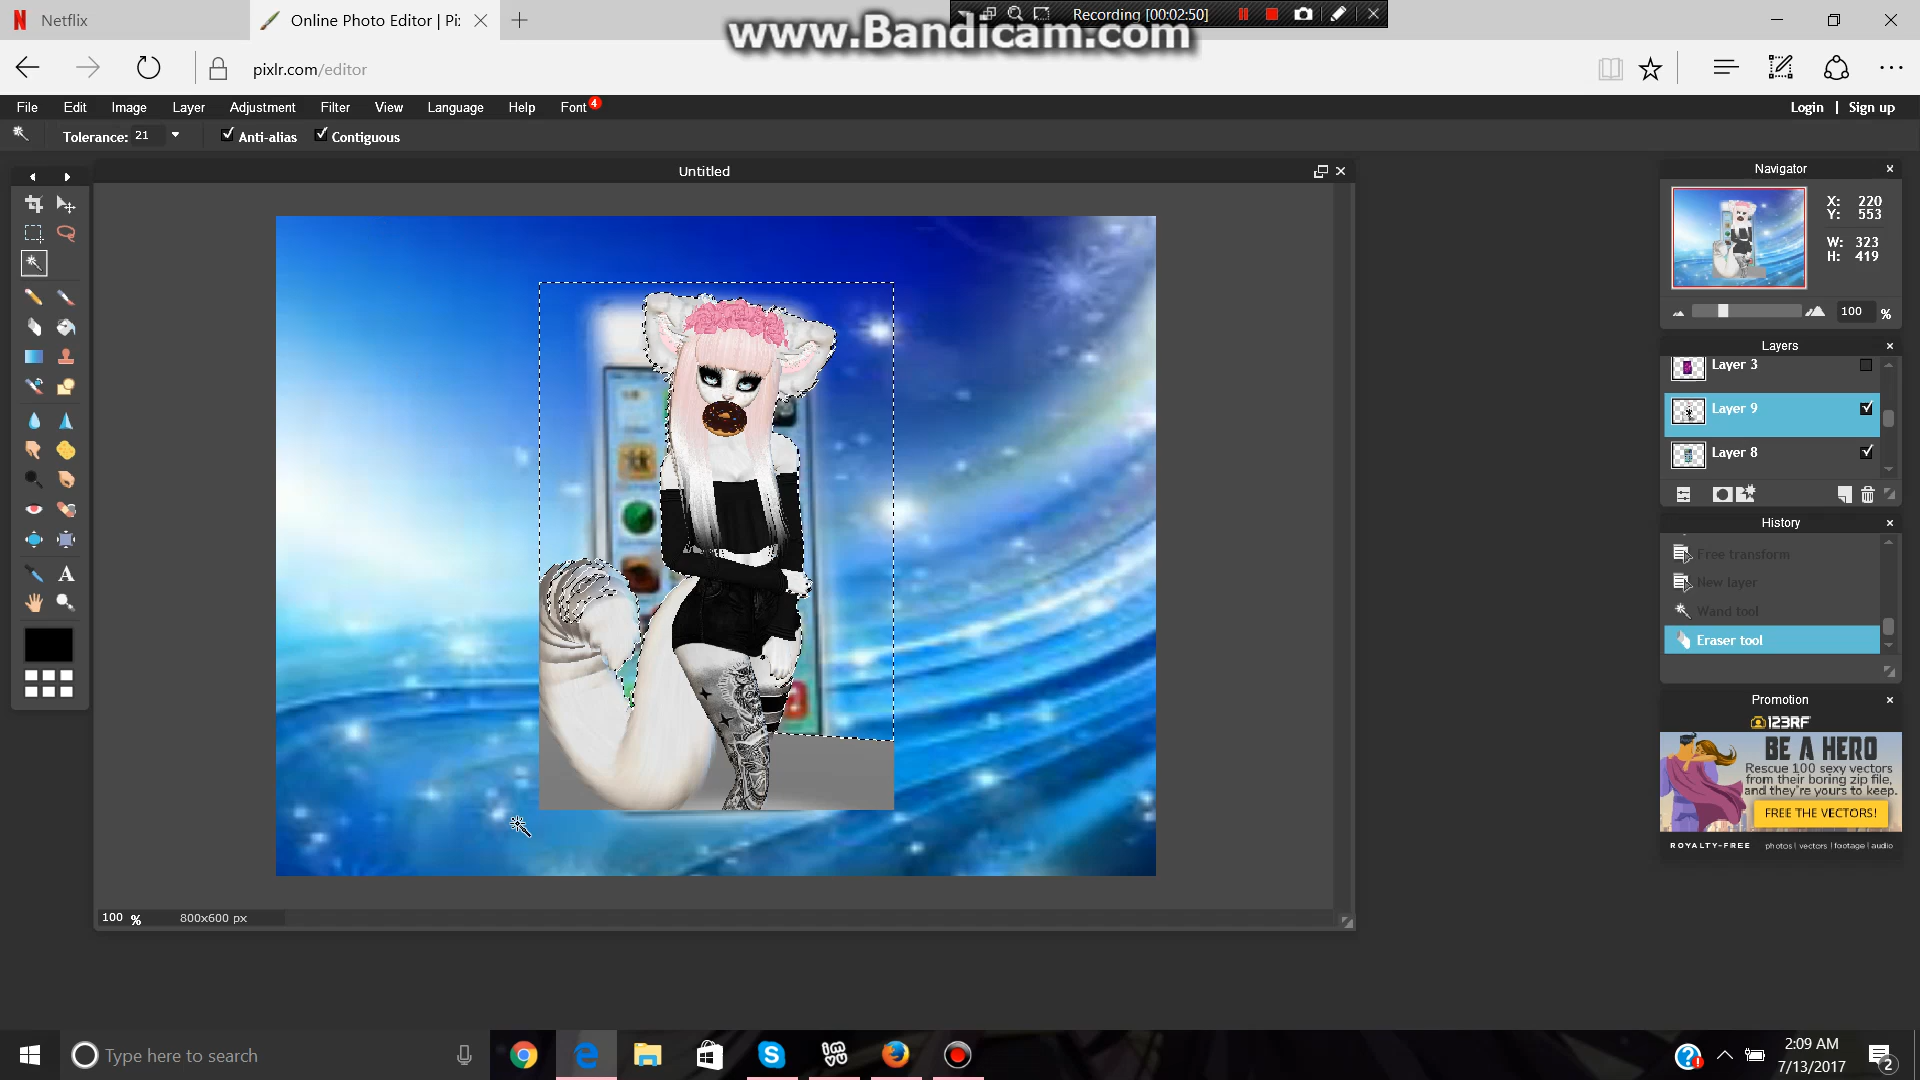 Netflix
Online Photo Editor | Pix
Recording [00:02:50]
www.Bandicam.com
pixlr.com/editor
File Edit Image Layer Adjustment Filter View Language Help Font 4
Login | Sign up
Tolerance: 21 Anti-alias Contiguous
Untitled
Navigator
X: 220
Y: 553
W: 323
H: 419
100 %
Layers
Layer 3
Layer 9
Layer 8
History
Free transform
New layer
Wand tool
Eraser tool
Promotion
123RF
BE A HERO
Rescue 100 sexy vectors
from their boring zip file,
and they're yours to keep.
FREE THE VECTORS!
ROYALTY-FREE photos | vectors | footage | audio
100 % 800x600 px
A
Type here to search
imvu
2:09 AM
7/13/2017
2